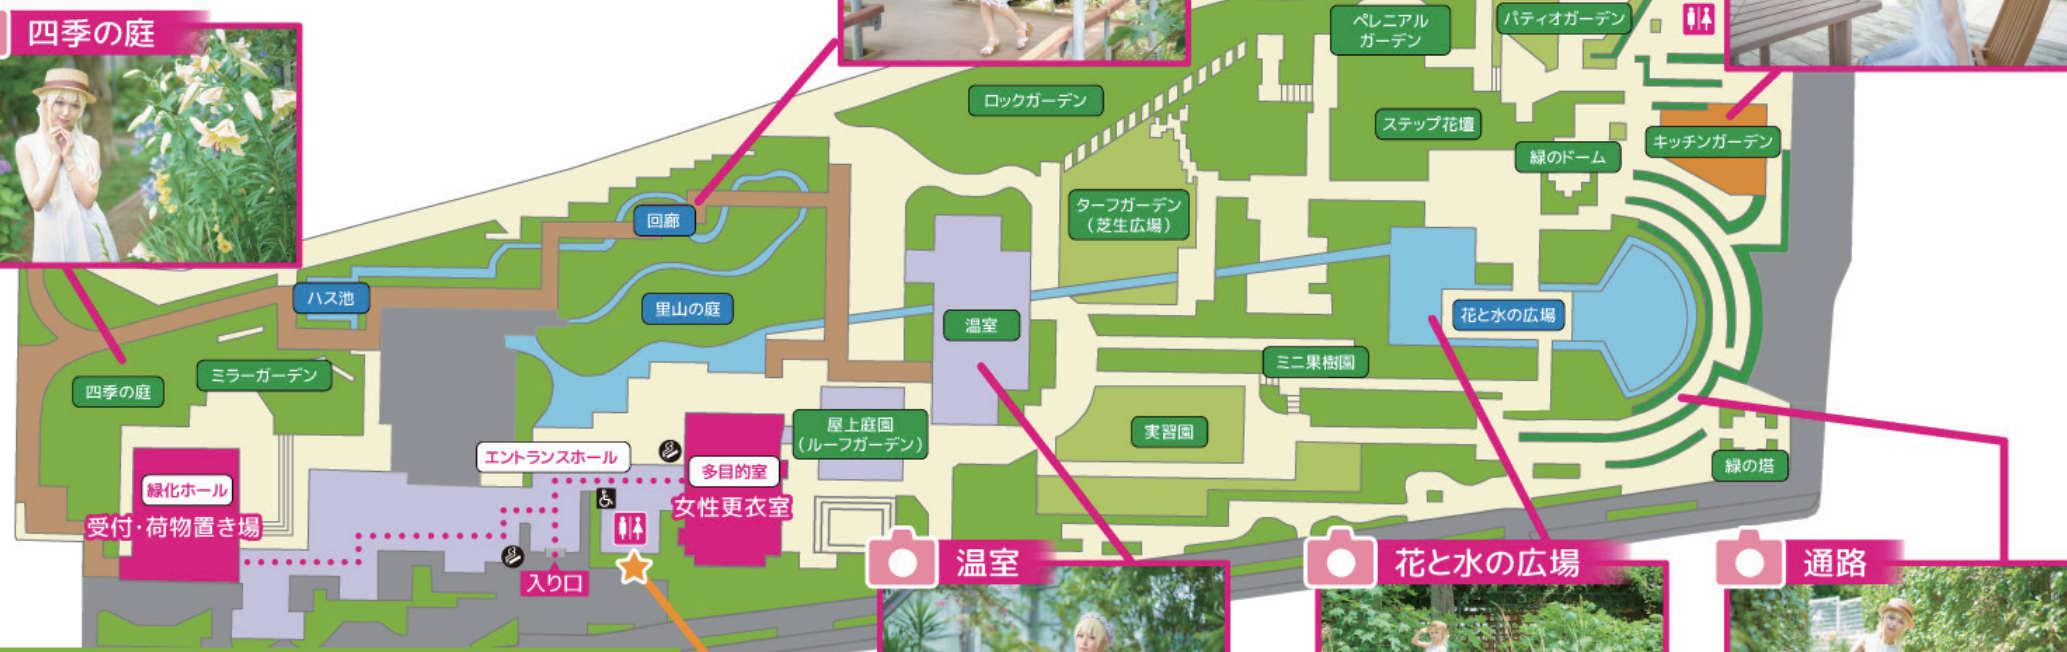 四季の庭
ペレニアル
ガーデン
パティオガーデン
ロックガーデン
ステップ花壇
緑のドーム
キッチンガーデン
ターフガーデン
（芝生広場）
回廊
ハス池
里山の庭
温室
花と水の広場
四季の庭
ミラーガーデン
ミニ果樹園
屋上庭園
（ルーフガーデン）
実習園
エントランスホール
多目的室
女性更衣室
緑の塔
緑化ホール
受付・荷物置き場
入り口
温室
花と水の広場
通路